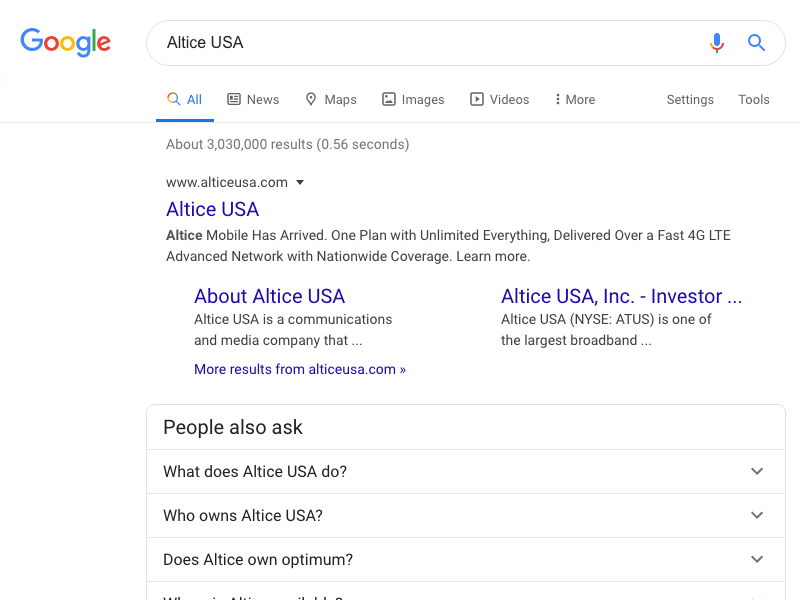 Google
Altice USA
All News Maps Images Videos More Settings Tools
About 3,030,000 results (0.56 seconds)
www.alticeusa.com
Altice USA
Altice Mobile Has Arrived. One Plan with Unlimited Everything, Delivered Over a Fast 4G LTE
Advanced Network with Nationwide Coverage. Learn more.
About Altice USA
Altice USA is a communications
and media company that ...
More results from alticeusa.com »
Altice USA, Inc. - Investor ...
Altice USA (NYSE: ATUS) is one of
the largest broadband ...
People also ask
What does Altice USA do?
Who owns Altice USA?
Does Altice own optimum?